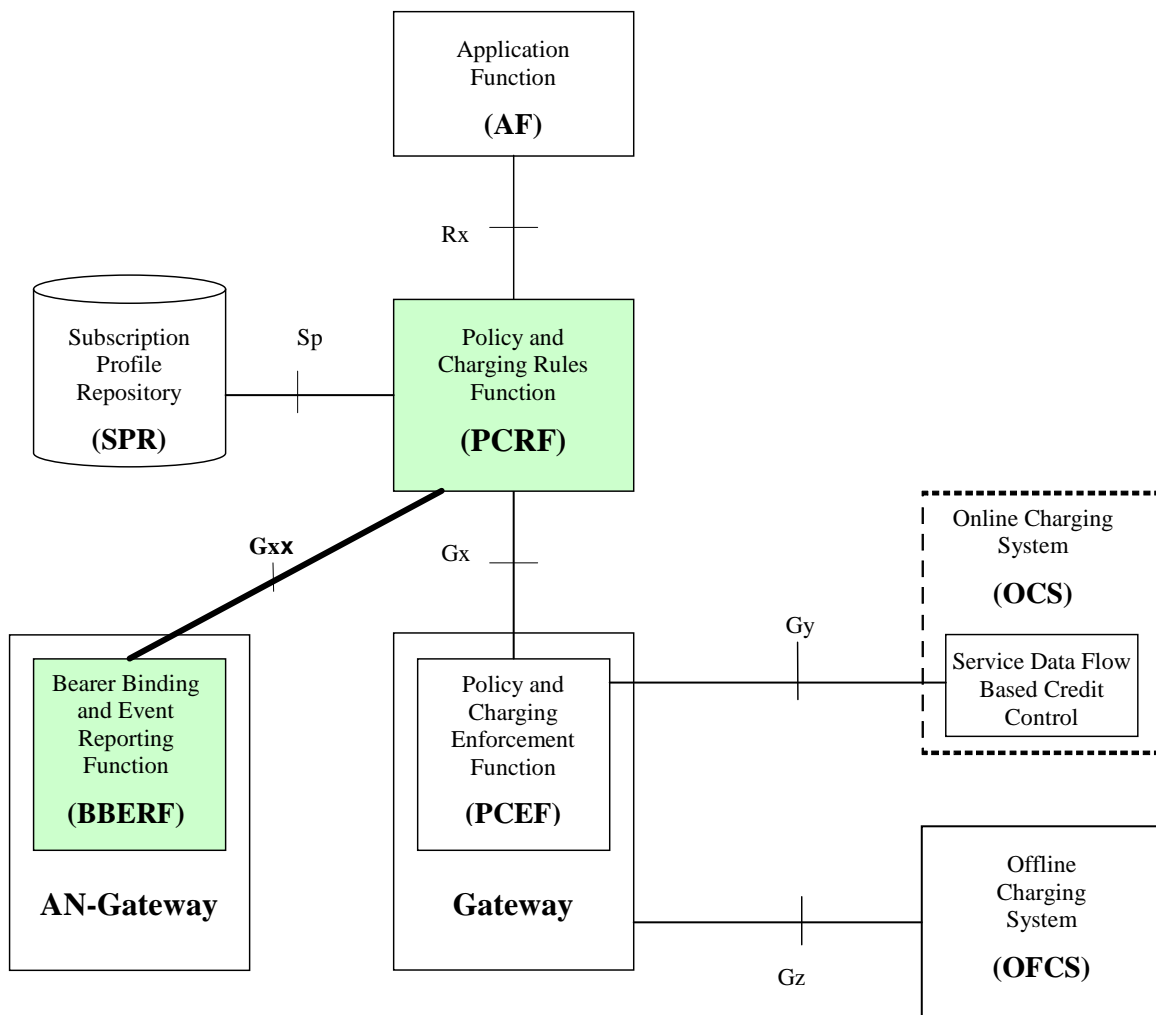 Application
Function
(AF)
Rx
Subscription
Profile
Repository
(SPR)
Sp
Policy and
Charging Rules
Function
(PCRF)
Gxx
Gx
Online Charging
System
(OCS)
Service Data Flow
Based Credit
Control
Gy
Bearer Binding
and Event
Reporting
Function
(BBERF)
AN-Gateway
Policy and
Charging
Enforcement
Function
(PCEF)
Gateway
Offline
Charging
System
(OFCS)
Gz